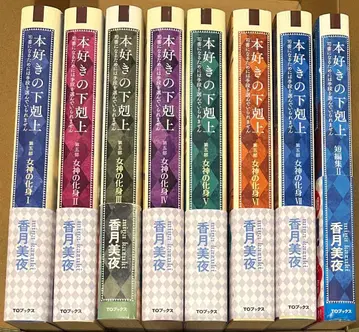 本好きの下剋上
司書になるためには手段を選んでいられません
第五部 女神の化身 I
香月美夜
miya kazuki
TOブックス
本好きの下剋上
司書になるためには手段を選んでいられません
第五部 女神の化身 II
香月美夜
miya kazuki
TOブックス
本好きの下剋上
司書になるためには手段を選んでいられません
第五部 女神の化身 III
香月美夜
miya kazuki
TOブックス
本好きの下剋上
司書になるためには手段を選んでいられません
第五部 女神の化身 IV
香月美夜
miya kazuki
TOブックス
本好きの下剋上
司書になるためには手段を選んでいられません
第五部 女神の化身 V
香月美夜
miya kazuki
TOブックス
本好きの下剋上
司書になるためには手段を選んでいられません
第五部 女神の化身 VI
香月美夜
miya kazuki
TOブックス
本好きの下剋上
司書になるためには手段を選んでいられません
第五部 女神の化身 VII
香月美夜
miya kazuki
TOブックス
本好きの下剋上
司書になるためには手段を選んでいられません
短編集 II
香月美夜
miya kazuki
TOブックス